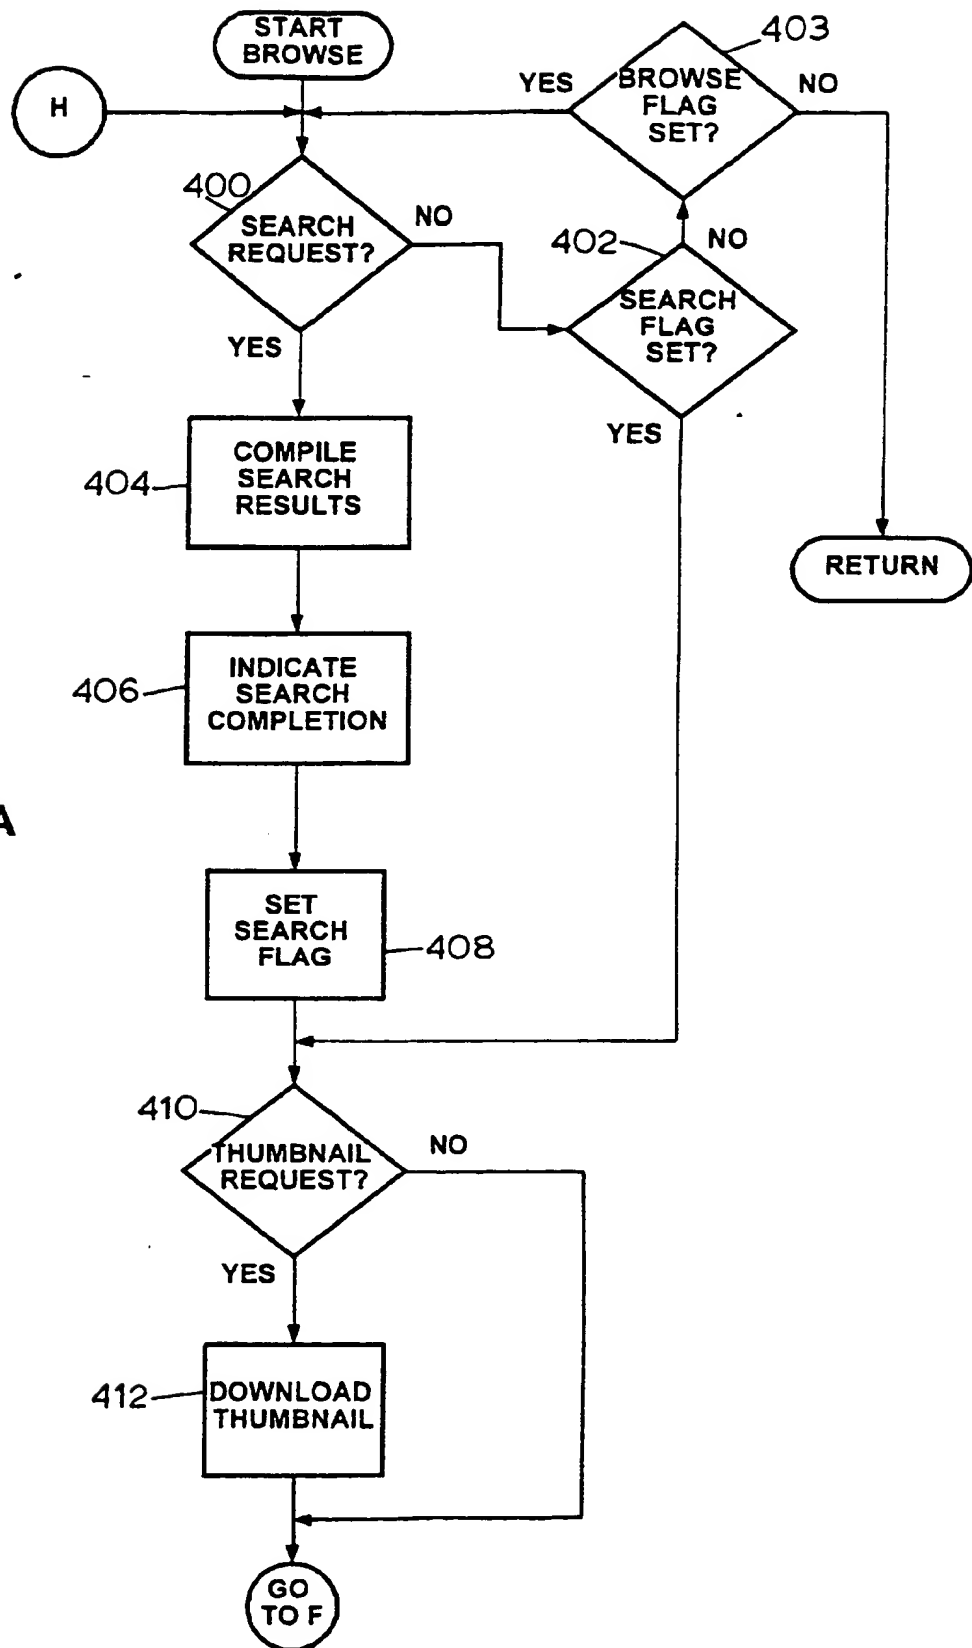 START
BROWSE
403
YES
BROWSE
FLAG
SET?
NO
H
400
SEARCH
REQUEST?
NO
402
NO
SEARCH
FLAG
SET?
YES
YES
404
COMPILE
SEARCH
RESULTS
RETURN
406
INDICATE
SEARCH
COMPLETION
A
SET
SEARCH
FLAG
408
410
THUMBNAIL
REQUEST?
NO
YES
412
DOWNLOAD
THUMBNAIL
GO
TO F